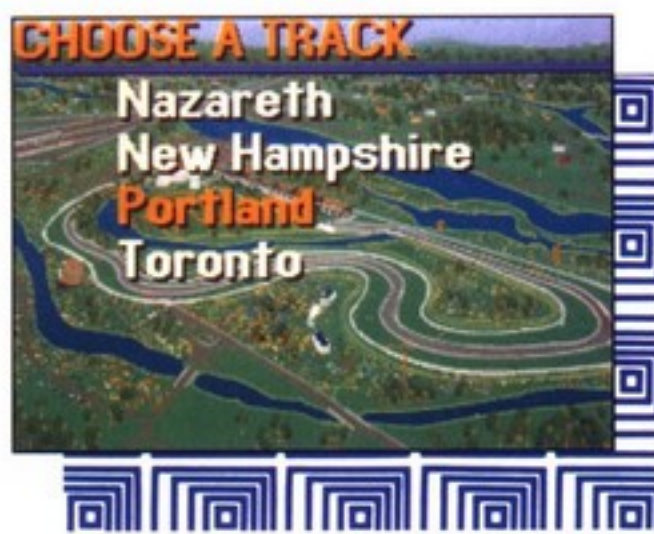 CHOOSE A TRACK
Nazareth
New Hampshire
Portland
Toronto